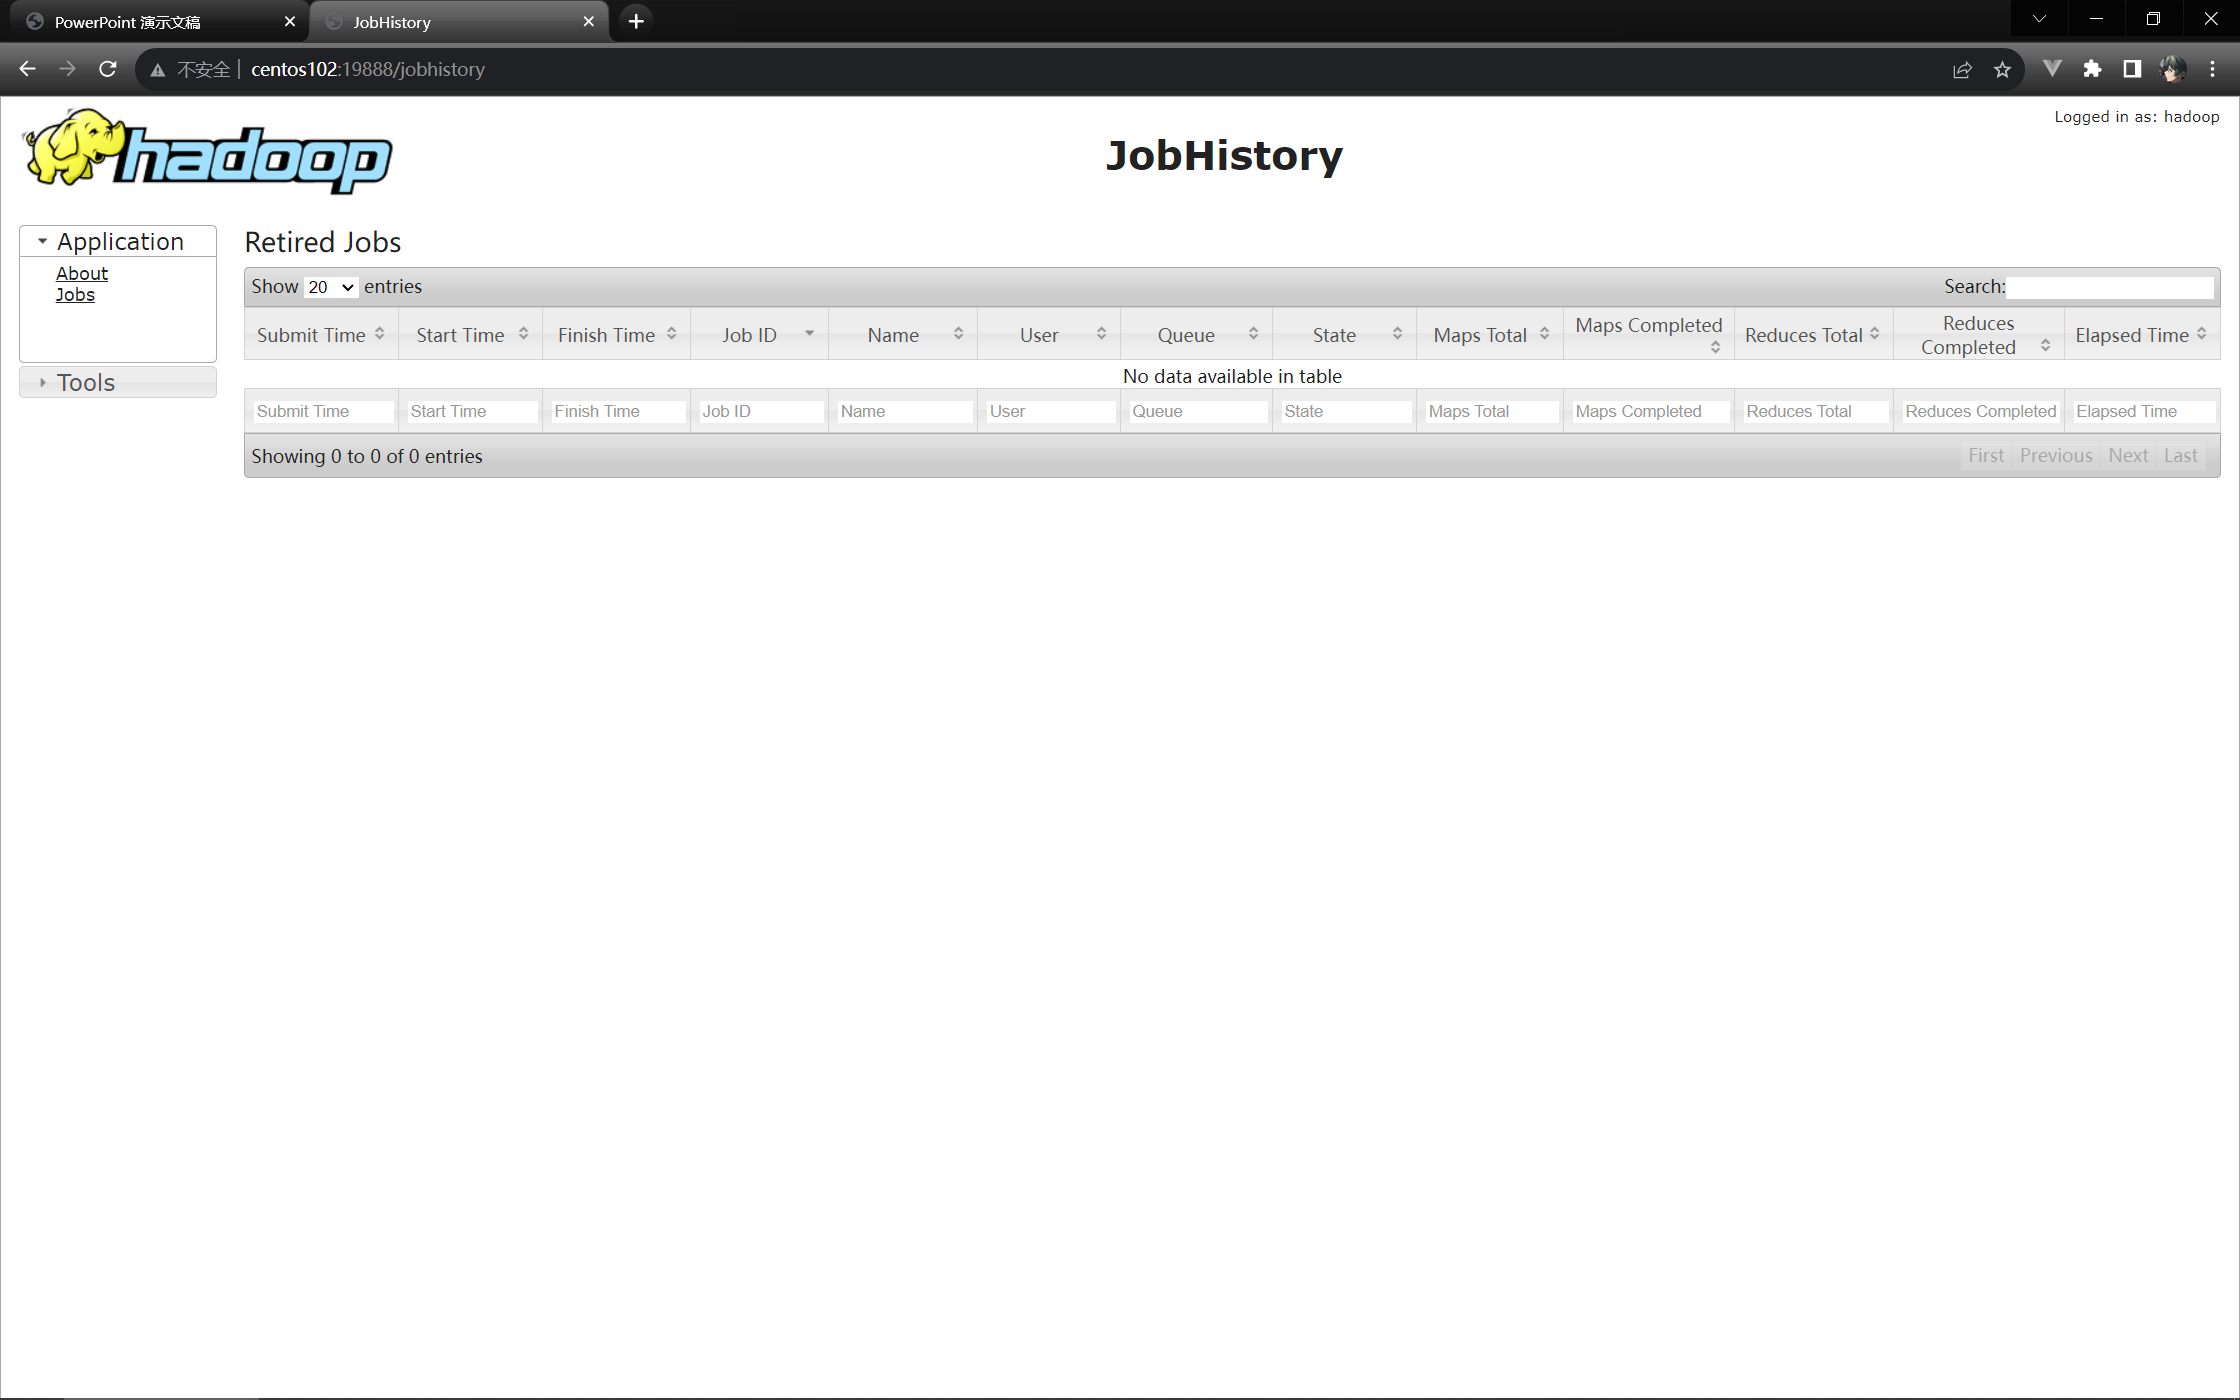 PowerPoint 演示文稿
JobHistory
不安全 centos102:19888/jobhistory
hadoop
JobHistory
Logged in as: hadoop
Application
About
Jobs
Tools
Retired Jobs
Show 20 entries Search:
Submit Time Start Time Finish Time Job ID Name User Queue State Maps Total Maps Completed Reduces Total Reduces Completed Elapsed Time
No data available in table
Submit Time Start Time Finish Time Job ID Name User Queue State Maps Total Maps Completed Reduces Total Reduces Completed Elapsed Time
Showing 0 to 0 of 0 entries First Previous Next Last